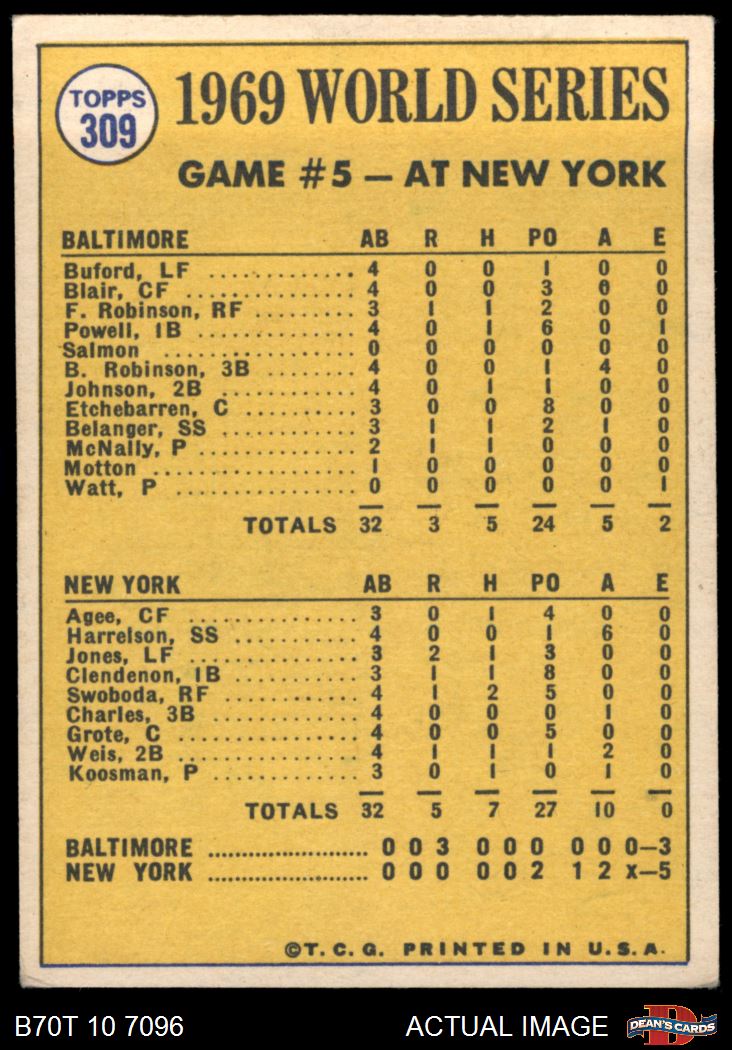 TOPPS
309
1969 WORLD SERIES
GAME #5 — AT NEW YORK
BALTIMORE AB R H PO A E
Buford, LF ............. 4 0 0 1 0 0
Blair, CF ............... 4 0 0 3 0 0
F. Robinson, RF .......... 3 1 1 2 0 0
Powell, 1B .............. 4 0 1 6 0 1
Salmon ................. 0 0 0 0 0 0
B. Robinson, 3B ........ 4 0 0 1 4 0
Johnson, 2B ............. 4 0 1 1 0 0
Etchebarren, C .......... 3 0 0 8 0 0
Belanger, SS ............ 3 1 1 2 1 0
McNally, P .............. 2 1 1 0 0 0
Motton .................. 1 0 0 0 0 0
Watt, P ................. 0 0 0 0 0 1
TOTALS 32 3 5 24 5 2
NEW YORK AB R H PO A E
Agee, CF ................ 3 0 1 4 0 0
Harrelson, SS ........... 4 0 0 1 6 0
Jones, LF ............... 3 2 1 3 0 0
Clendenon, 1B ........... 3 1 1 8 0 0
Swoboda, RF ............. 4 1 2 5 0 0
Charles, 3B ............. 4 0 0 0 1 0
Grote, C ................ 4 0 0 5 0 0
Weis, 2B ................ 4 1 1 1 2 0
Koosman, P .............. 3 0 1 0 1 0
TOTALS 32 5 7 27 10 0
BALTIMORE ........................ 0 0 3 0 0 0 0 0 0—3
NEW YORK ........................ 0 0 0 0 0 2 1 2 x—5
©T.C.G. PRINTED IN U.S.A.
B70T 10 7096 ACTUAL IMAGE DEAN'S CARDS